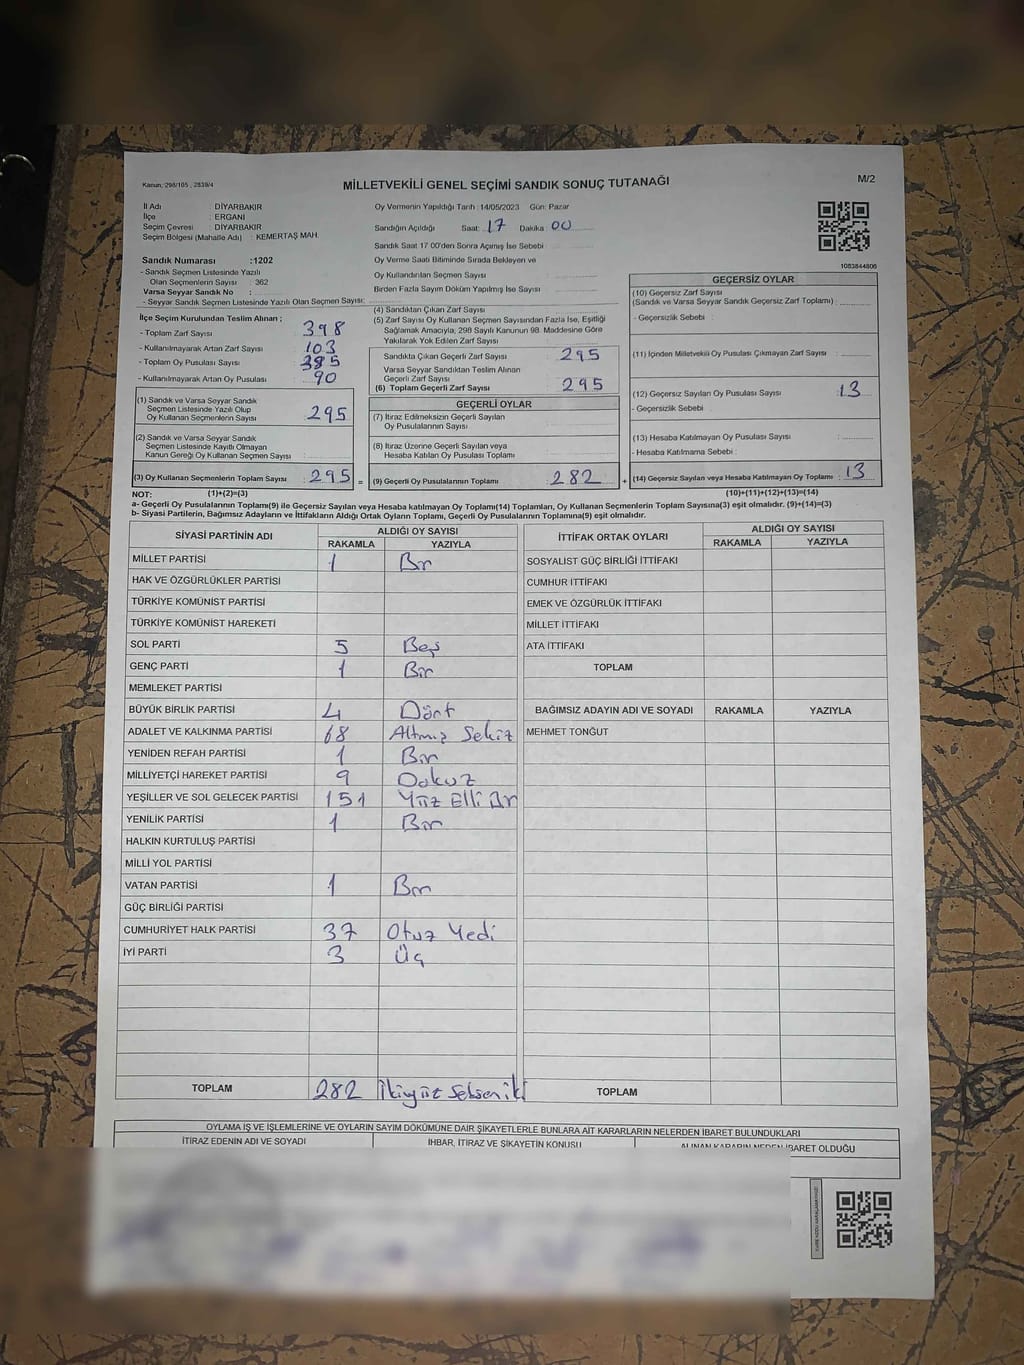 Kanun, 298/105 , 2839/4
MİLLETVEKİLİ GENEL SEÇİMİ SANDIK SONUÇ TUTANAĞI
M/2
İl Adı : DİYARBAKIR
İlçe : ERGANİ
Seçim Çevresi : DİYARBAKIR
Seçim Bölgesi (Mahalle Adı) : KEMERTAŞ MAH.
Oy Vermenin Yapıldığı Tarih :14/05/2023 Gün: Pazar
Sandığın Açıldığı Saat: 17 Dakika 00
Sandık Saat 17 00'den Sonra Açımış İse Sebebi :
Oy Verme Saati Bitiminde Sırada Bekleyen ve
Oy Kullandırılan Seçmen Sayısı :
Birden Fazla Sayım Döküm Yapılmış İse Sayısı :
1083844806
Sandık Numarası :1202
- Sandık Seçmen Listesinde Yazılı
Olan Seçmenlerin Sayısı : 362
Varsa Seyyar Sandık No :
- Seyyar Sandık Seçmen Listesinde Yazılı Olan Seçmen Sayısı:
İlçe Seçim Kurulundan Teslim Alınan ;
- Toplam Zarf Sayısı : 398
- Kullanılmayarak Artan Zarf Sayısı : 103
- Toplam Oy Pusulası Sayısı : 385
- Kullanılmayarak Artan Oy Pusulası : 90
(1) Sandık ve Varsa Seyyar Sandık
Seçmen Listesinde Yazılı Olup
Oy Kullanan Seçmenlerin Sayısı : 295
(2) Sandık ve Varsa Seyyar Sandık
Seçmen Listesinde Kayıtlı Olmayan
Kanun Gereği Oy Kullanan Seçmen Sayısı :
(3) Oy Kullanan Seçmenlerin Toplam Sayısı : 295 =
(4) Sandıktan Çıkan Zarf Sayısı :
(5) Zarf Sayısı Oy Kullanan Seçmen Sayısından Fazla İse, Eşitliği
Sağlamak Amacıyla, 298 Sayılı Kanunun 98. Maddesine Göre
Yakılarak Yok Edilen Zarf Sayısı :
Sandıkta Çıkan Geçerli Zarf Sayısı : 295
Varsa Seyyar Sandıktan Teslim Alınan
Geçerli Zarf Sayısı :
(6) Toplam Geçerli Zarf Sayısı : 295
GEÇERLİ OYLAR
(7) İtiraz Edilmeksizin Geçerli Sayılan
Oy Pusulalarının Sayısı :
(8) İtiraz Üzerine Geçerli Sayılan veya
Hesaba Katılan Oy Pusulası Toplamı :
(9) Geçerli Oy Pusulalarının Toplamı : 282 +
GEÇERSİZ OYLAR
(10) Geçersiz Zarf Sayısı
(Sandık ve Varsa Seyyar Sandık Geçersiz Zarf Toplamı) :
- Geçersizlik Sebebi :
(11) İçinden Milletvekili Oy Pusulası Çıkmayan Zarf Sayısı :
(12) Geçersiz Sayılan Oy Pusulası Sayısı : 13
- Geçersizlik Sebebi :
(13) Hesaba Katılmayan Oy Pusulası Sayısı :
- Hesaba Katılmama Sebebi :
(14) Geçersiz Sayılan veya Hesaba Katılmayan Oy Toplamı : 13
NOT: (1)+(2)=(3) (10)+(11)+(12)+(13)=(14)
a- Geçerli Oy Pusulalarının Toplamı(9) ile Geçersiz Sayılan veya Hesaba katılmayan Oy Toplamı(14) Toplamları, Oy Kullanan Seçmenlerin Toplam Sayısına(3) eşit olmalıdır. (9)+(14)=(3)
b- Siyasi Partilerin, Bağımsız Adayların ve İttifakların Aldığı Ortak Oyların Toplamı, Geçerli Oy Pusulalarının Toplamına(9) eşit olmalıdır.
SİYASİ PARTİNİN ADI ALDIĞI OY SAYISI
RAKAMLA YAZIYLA
MİLLET PARTİSİ 1 Bir
HAK VE ÖZGÜRLÜKLER PARTİSİ
TÜRKİYE KOMÜNİST PARTİSİ
TÜRKİYE KOMÜNİST HAREKETİ
SOL PARTİ 5 Beş
GENÇ PARTİ 1 Bir
MEMLEKET PARTİSİ
BÜYÜK BİRLİK PARTİSİ 4 Dört
ADALET VE KALKINMA PARTİSİ 68 Altmış Sekiz
YENİDEN REFAH PARTİSİ 1 Bir
MİLLİYETÇİ HAREKET PARTİSİ 9 Dokuz
YEŞİLLER VE SOL GELECEK PARTİSİ 151 Yüz Elli Bir
YENİLİK PARTİSİ 1 Bir
HALKIN KURTULUŞ PARTİSİ
MİLLİ YOL PARTİSİ
VATAN PARTİSİ 1 Bir
GÜÇ BİRLİĞİ PARTİSİ
CUMHURİYET HALK PARTİSİ 37 Otuz Yedi
İYİ PARTİ 3 Üç
TOPLAM 282 İkiyüz Seksen İki
İTTİFAK ORTAK OYLARI ALDIĞI OY SAYISI
RAKAMLA YAZIYLA
SOSYALIST GÜÇ BİRLİĞİ İTTİFAKI
CUMHUR İTTİFAKI
EMEK VE ÖZGÜRLÜK İTTİFAKI
MİLLET İTTİFAKI
ATA İTTİFAKI
TOPLAM
BAĞIMSIZ ADAYIN ADI VE SOYADI RAKAMLA YAZIYLA
MEHMET TONĞUT
TOPLAM
OYLAMA İŞ VE İŞLEMLERİNE VE OYLARIN SAYIM DÖKÜMÜNE DAİR ŞİKAYETLERLE BUNLARA AİT KARARLARIN NELERDEN İBARET BULUNDUKLARI
İTİRAZ EDENİN ADI VE SOYADI İHBAR, İTİRAZ VE ŞİKAYETİN KONUSU ALINAN KARARIN NEDEN İBARET OLDUĞU